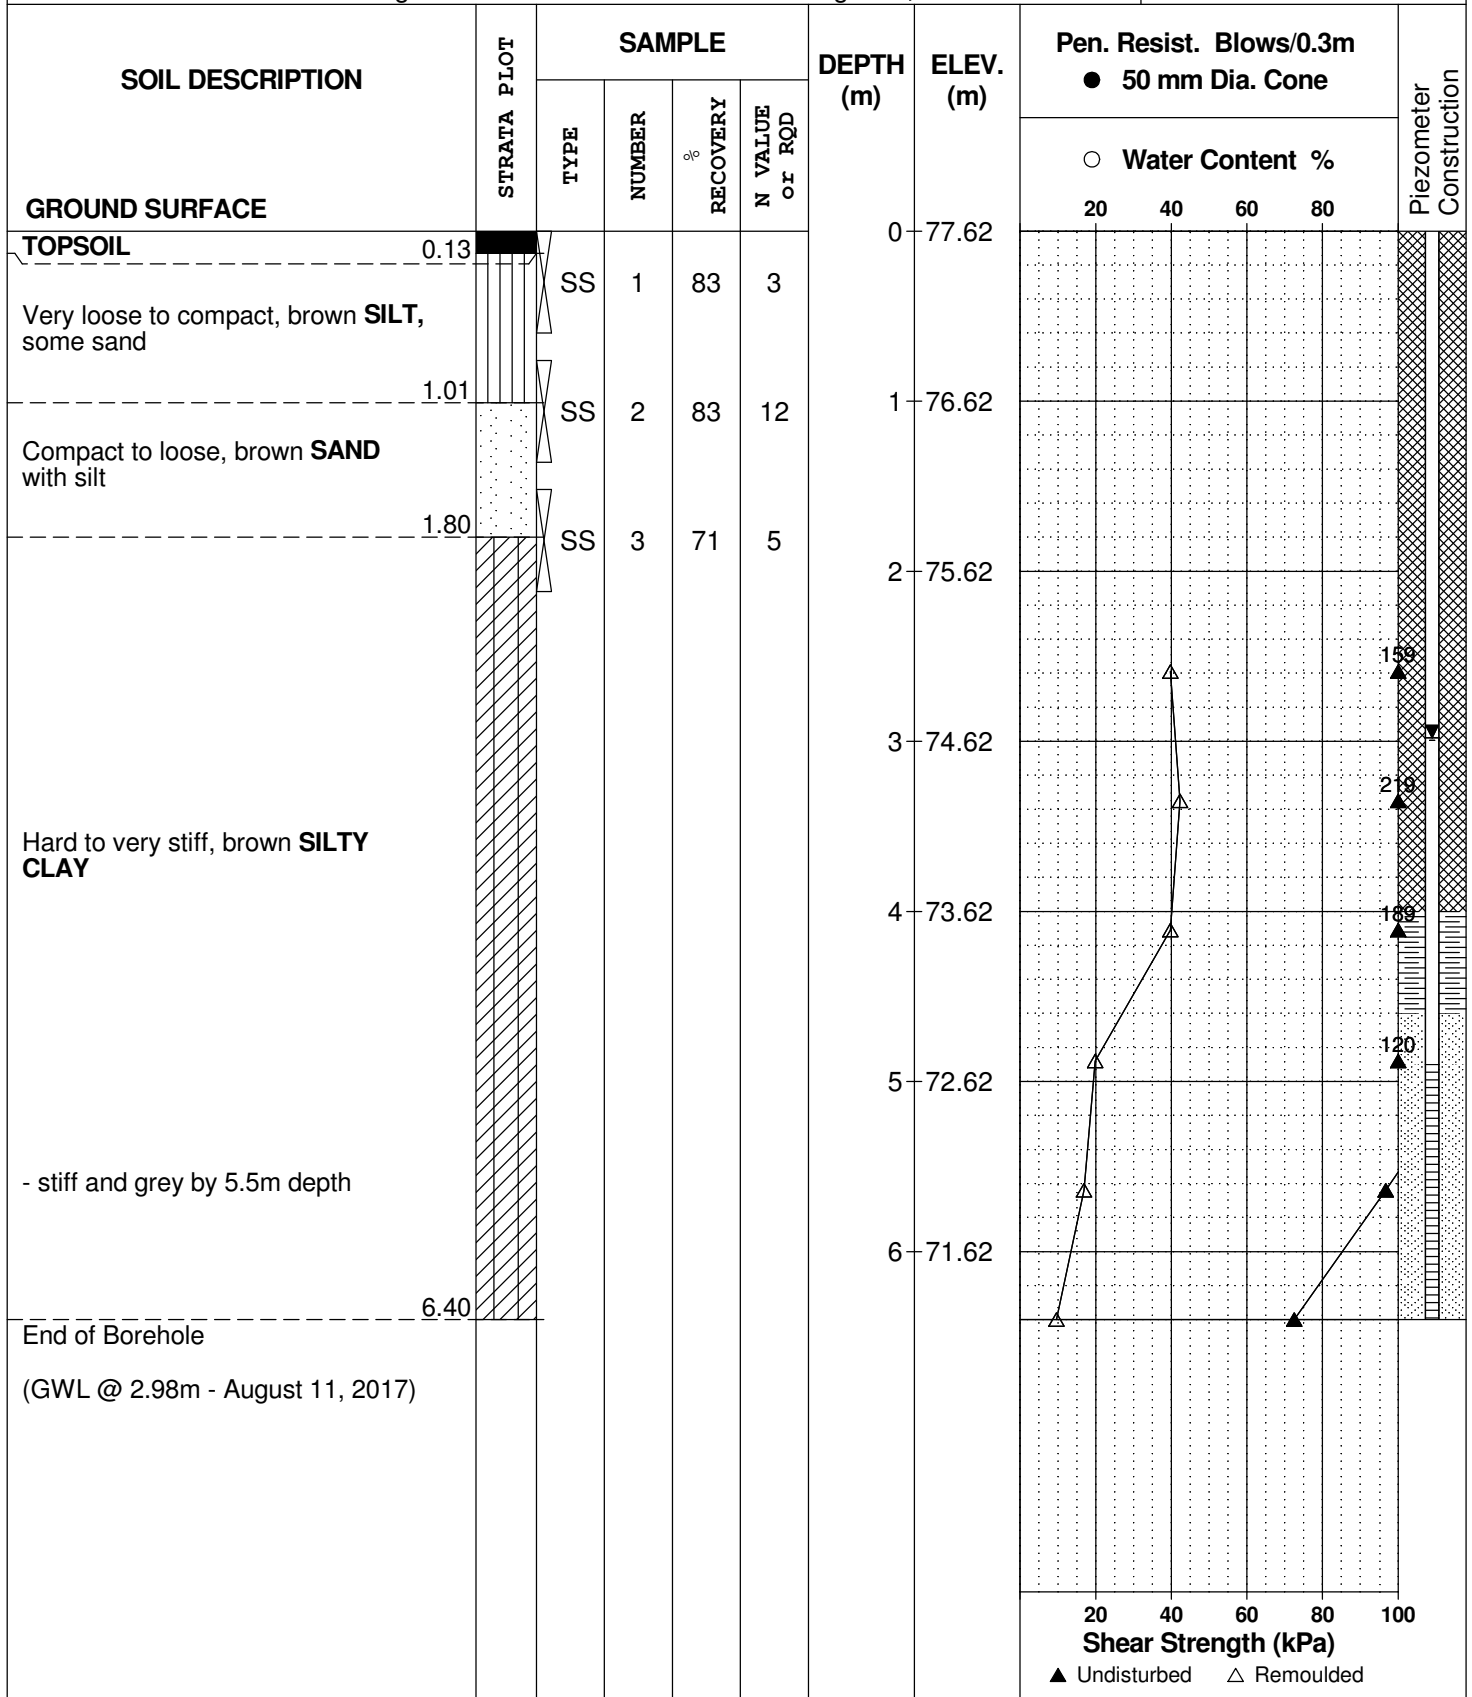 SOIL DESCRIPTION
GROUND SURFACE
STRATA PLOT
SAMPLE
TYPE
NUMBER
%
RECOVERY
N VALUE
or RQD
DEPTH
(m)
ELEV.
(m)
Pen. Resist. Blows/0.3m
● 50 mm Dia. Cone
○ Water Content %
20 40 60 80
Piezometer
Construction
TOPSOIL 0.13
Very loose to compact, brown SILT,
some sand
1.01
Compact to loose, brown SAND
with silt
1.80
Hard to very stiff, brown SILTY
CLAY
- stiff and grey by 5.5m depth
6.40
End of Borehole
(GWL @ 2.98m - August 11, 2017)
SS 1 83 3
SS 2 83 12
SS 3 71 5
0 77.62
1 76.62
2 75.62
3 74.62
4 73.62
5 72.62
6 71.62
159
219
189
120
20 40 60 80 100
Shear Strength (kPa)
▲ Undisturbed △ Remoulded